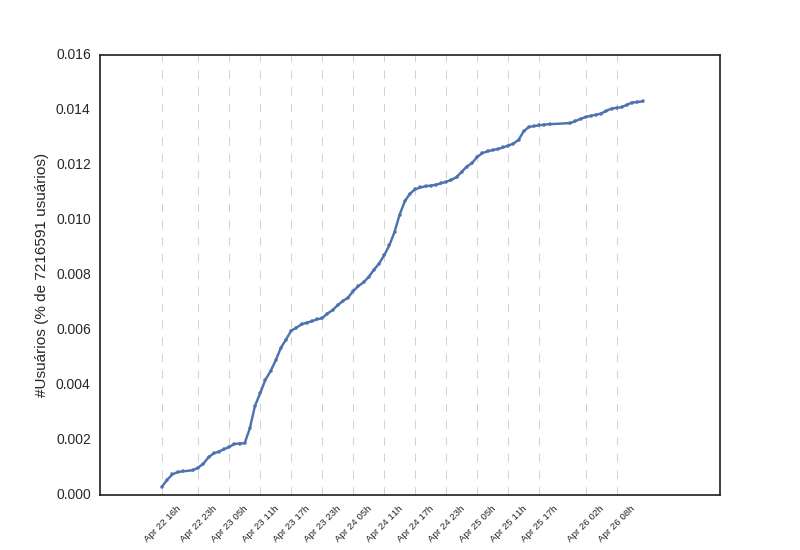 0.016
0.014
0.012
0.010
0.008
0.006
0.004
0.002
0.000
#Usuários (% de 7216591 usuários)
Apr 22 16h
Apr 22 23h
Apr 23 05h
Apr 23 11h
Apr 23 17h
Apr 23 23h
Apr 24 05h
Apr 24 11h
Apr 24 17h
Apr 24 23h
Apr 25 05h
Apr 25 11h
Apr 25 17h
Apr 26 02h
Apr 26 08h